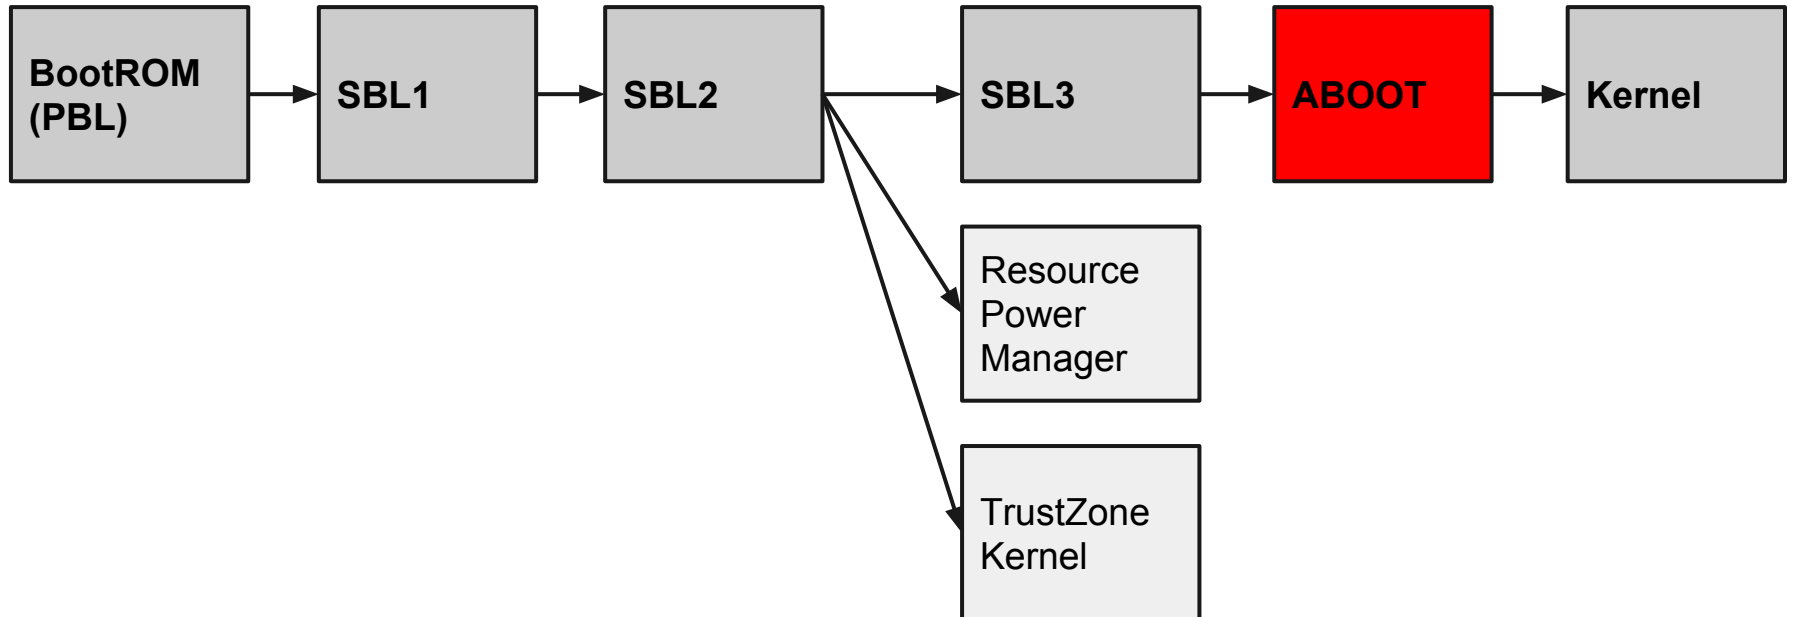 BootROM
(PBL)
SBL1
SBL2
SBL3
ABOOT
Kernel
Resource
Power
Manager
TrustZone
Kernel